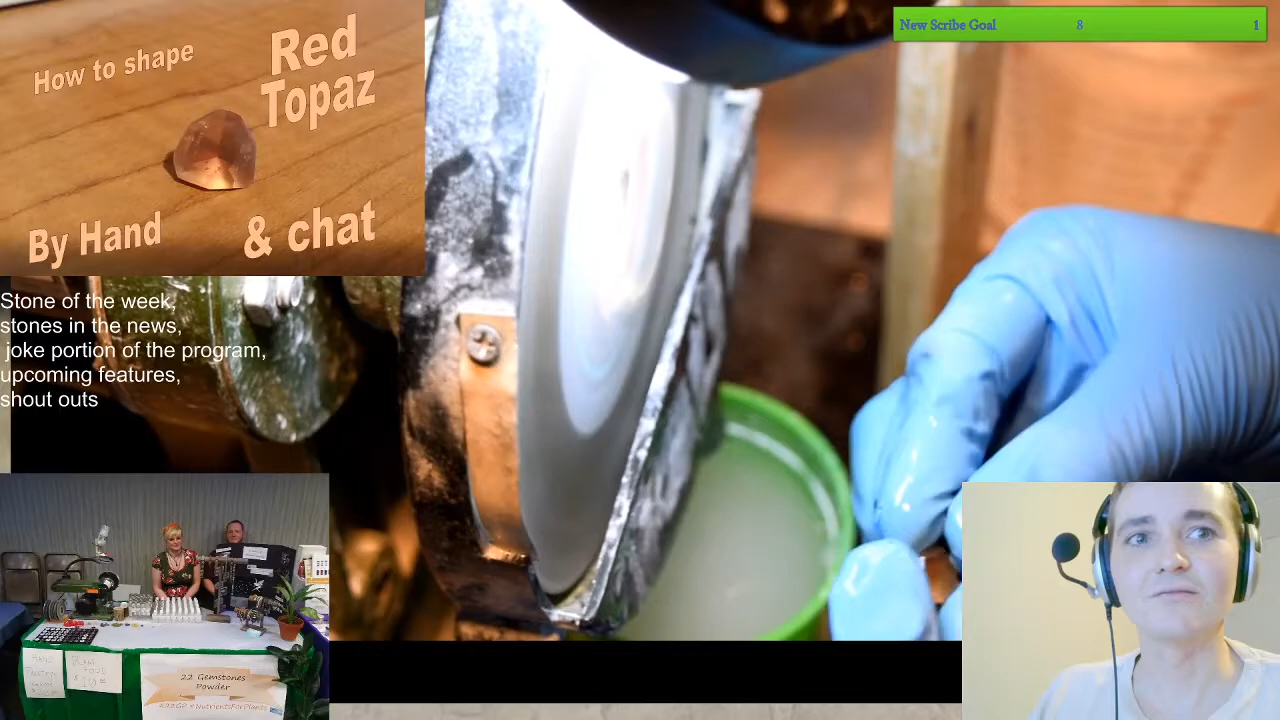 New Scribe Goal 8 1
How to shape
Red
Topaz
By Hand
& chat
Stone of the week,
stones in the news,
joke portion of the program,
upcoming features,
shout outs
22 Gemstones
Powder
#NutrientsForPlants